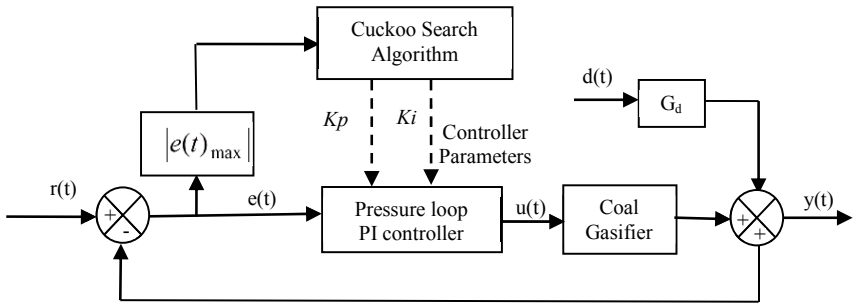 Cuckoo Search
Algorithm
d(t)
G_d
Kp
Ki
Controller
Parameters
|e(t)_max|
r(t)
+
-
e(t)
Pressure loop
PI controller
u(t)
Coal
Gasifier
+
+
y(t)